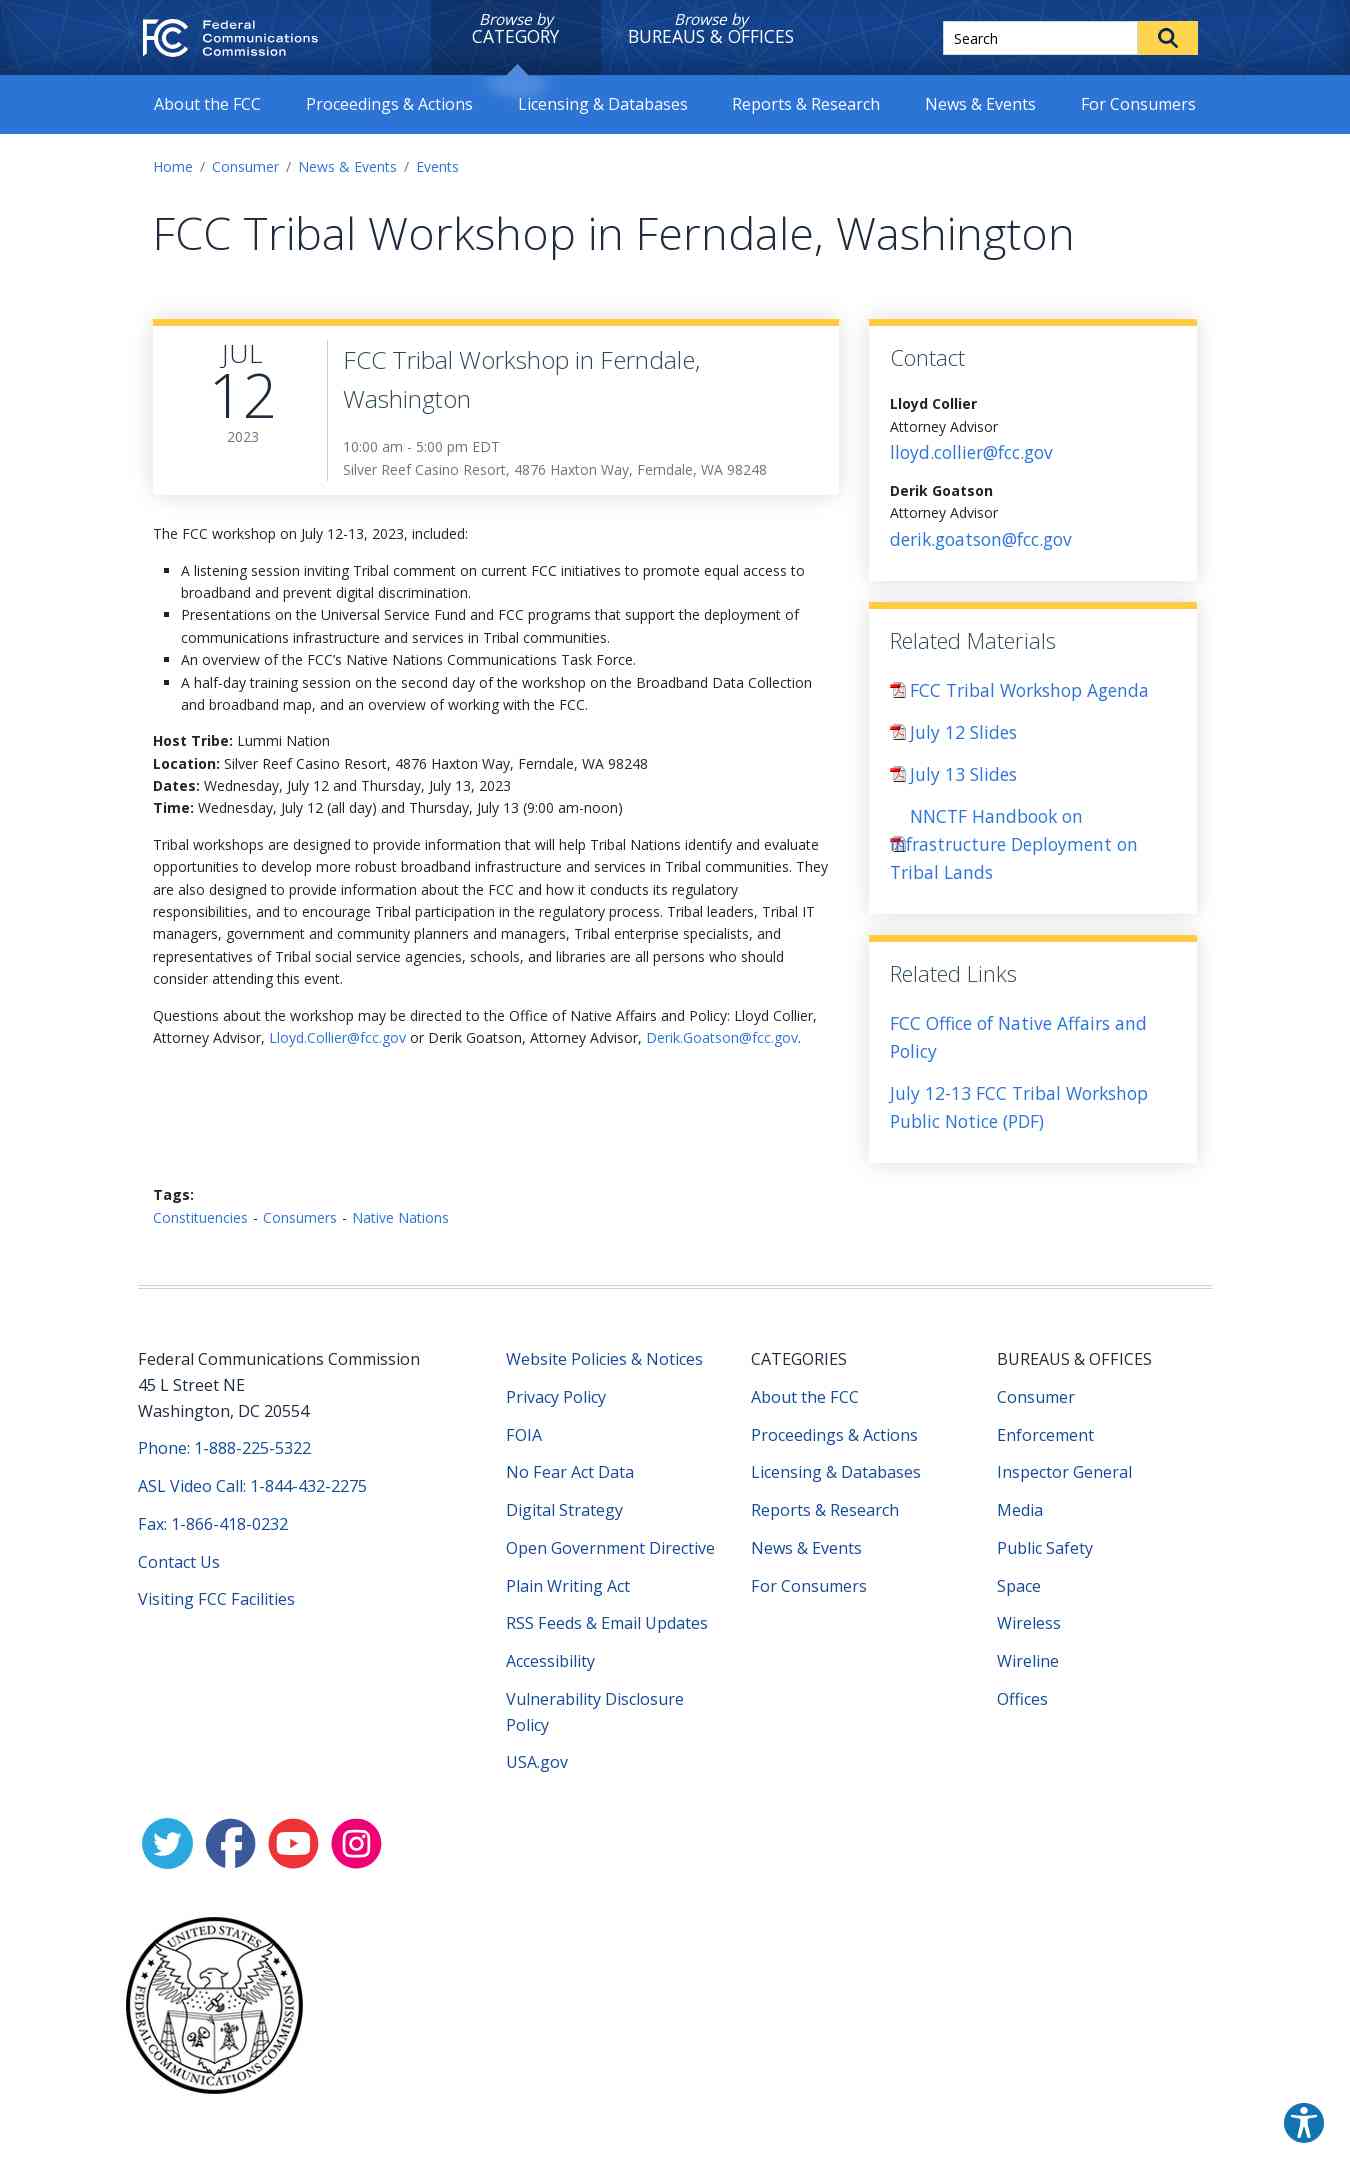 FCC Federal
Communications
Commission
Browse by
CATEGORY
Browse by
BUREAUS & OFFICES
Search
About the FCC
Proceedings & Actions
Licensing & Databases
Reports & Research
News & Events
For Consumers
Home / Consumer / News & Events / Events
FCC Tribal Workshop in Ferndale, Washington
JUL
12
2023
FCC Tribal Workshop in Ferndale,
Washington
10:00 am - 5:00 pm EDT
Silver Reef Casino Resort, 4876 Haxton Way, Ferndale, WA 98248
The FCC workshop on July 12-13, 2023, included:
A listening session inviting Tribal comment on current FCC initiatives to promote equal access to
broadband and prevent digital discrimination.
Presentations on the Universal Service Fund and FCC programs that support the deployment of
communications infrastructure and services in Tribal communities.
An overview of the FCC’s Native Nations Communications Task Force.
A half-day training session on the second day of the workshop on the Broadband Data Collection
and broadband map, and an overview of working with the FCC.
Host Tribe: Lummi Nation
Location: Silver Reef Casino Resort, 4876 Haxton Way, Ferndale, WA 98248
Dates: Wednesday, July 12 and Thursday, July 13, 2023
Time: Wednesday, July 12 (all day) and Thursday, July 13 (9:00 am-noon)
Tribal workshops are designed to provide information that will help Tribal Nations identify and evaluate
opportunities to develop more robust broadband infrastructure and services in Tribal communities. They
are also designed to provide information about the FCC and how it conducts its regulatory
responsibilities, and to encourage Tribal participation in the regulatory process. Tribal leaders, Tribal IT
managers, government and community planners and managers, Tribal enterprise specialists, and
representatives of Tribal social service agencies, schools, and libraries are all persons who should
consider attending this event.
Questions about the workshop may be directed to the Office of Native Affairs and Policy: Lloyd Collier,
Attorney Advisor, Lloyd.Collier@fcc.gov or Derik Goatson, Attorney Advisor, Derik.Goatson@fcc.gov.
Contact
Lloyd Collier
Attorney Advisor
lloyd.collier@fcc.gov
Derik Goatson
Attorney Advisor
derik.goatson@fcc.gov
Related Materials
FCC Tribal Workshop Agenda
July 12 Slides
July 13 Slides
NNCTF Handbook on
Infrastructure Deployment on
Tribal Lands
Related Links
FCC Office of Native Affairs and
Policy
July 12-13 FCC Tribal Workshop
Public Notice (PDF)
Tags:
Constituencies - Consumers - Native Nations
Federal Communications Commission
45 L Street NE
Washington, DC 20554
Phone: 1-888-225-5322
ASL Video Call: 1-844-432-2275
Fax: 1-866-418-0232
Contact Us
Visiting FCC Facilities
Website Policies & Notices
Privacy Policy
FOIA
No Fear Act Data
Digital Strategy
Open Government Directive
Plain Writing Act
RSS Feeds & Email Updates
Accessibility
Vulnerability Disclosure
Policy
USA.gov
CATEGORIES
About the FCC
Proceedings & Actions
Licensing & Databases
Reports & Research
News & Events
For Consumers
BUREAUS & OFFICES
Consumer
Enforcement
Inspector General
Media
Public Safety
Space
Wireless
Wireline
Offices
UNITED STATES
FEDERAL COMMUNICATIONS COMMISSION